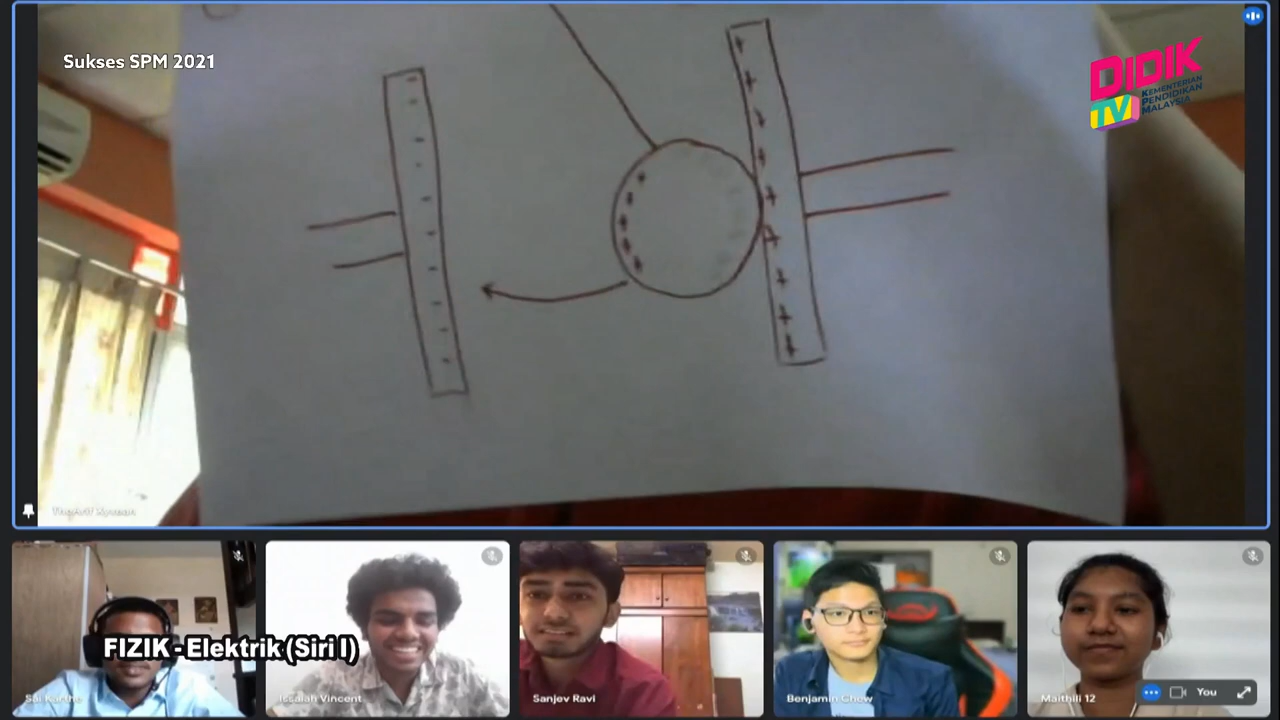 Sukses SPM 2021
DIDIK
TV
KEMENTERIAN
PENDIDIKAN
MALAYSIA
FIZIK - Elektrik (Siri I)
Issaiah Vincent
Sanjev Ravi
Benjamin Chew
Maithili 12
You